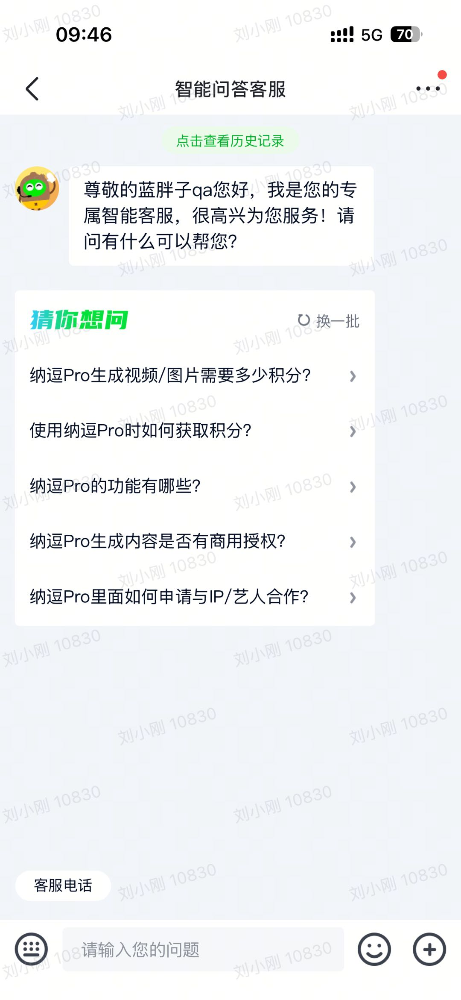 09:46
5G
70
智能问答客服
点击查看历史记录
尊敬的蓝胖子qa您好，我是您的专
属智能客服，很高兴为您服务！请
问有什么可以帮您？
猜你想问
换一批
纳逗Pro生成视频/图片需要多少积分？
使用纳逗Pro时如何获取积分？
纳逗Pro的功能有哪些？
纳逗Pro生成内容是否有商用授权？
纳逗Pro里面如何申请与IP/艺人合作？
客服电话
请输入您的问题
刘小刚 10830